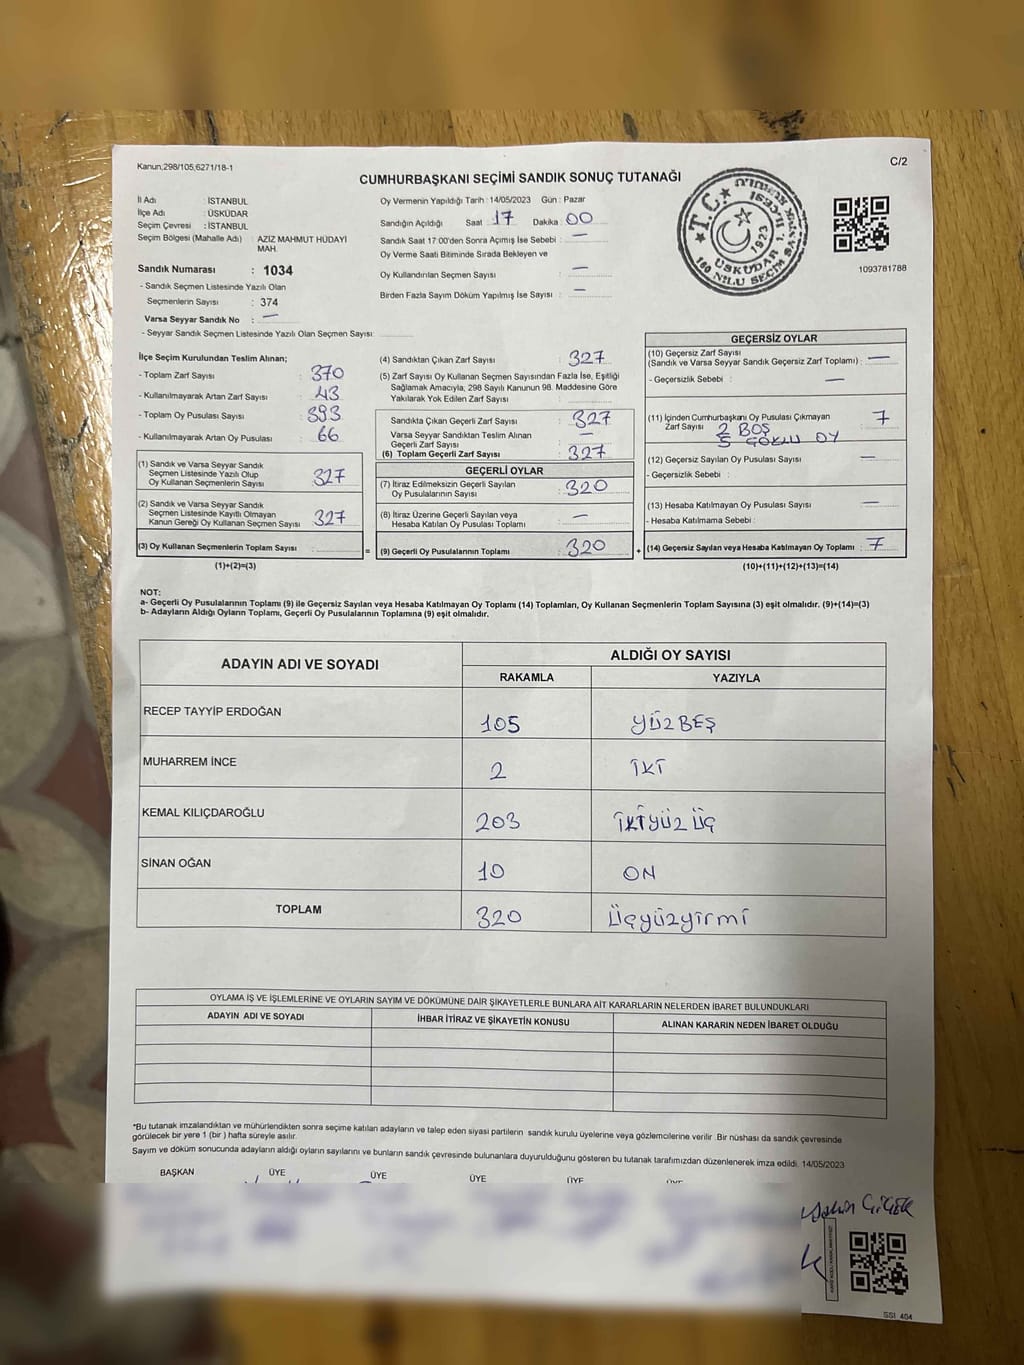 Kanun,298/105,6271/18-1
C/2
CUMHURBAŞKANI SEÇİMİ SANDIK SONUÇ TUTANAĞI
İl Adı : İSTANBUL
İlçe Adı : ÜSKÜDAR
Seçim Çevresi : İSTANBUL
Seçim Bölgesi (Mahalle Adı) : AZİZ MAHMUT HÜDAYİ
MAH.
Sandık Numarası : 1034
- Sandık Seçmen Listesinde Yazılı Olan
Seçmenlerin Sayısı : 374
Varsa Seyyar Sandık No : —
- Seyyar Sandık Seçmen Listesinde Yazılı Olan Seçmen Sayısı:
Oy Vermenin Yapıldığı Tarih : 14/05/2023 Gün : Pazar
Sandığın Açıldığı Saat 17 Dakika 00
Sandık Saat 17:00'den Sonra Açımış İse Sebebi : —
Oy Verme Saati Bitiminde Sırada Bekleyen ve
Oy Kullandırılan Seçmen Sayısı : —
Birden Fazla Sayım Döküm Yapılmış İse Sayısı : —
T.C.
1923
ÜSKÜDAR 1. İLÇE SEÇİM
NİLU SEÇİM SANDIK
1093781788
İlçe Seçim Kurulundan Teslim Alınan;
- Toplam Zarf Sayısı : 370
- Kullanılmayarak Artan Zarf Sayısı : 43
- Toplam Oy Pusulası Sayısı : 393
- Kullanılmayarak Artan Oy Pusulası : 66
(1) Sandık ve Varsa Seyyar Sandık
Seçmen Listesinde Yazılı Olup
Oy Kullanan Seçmenlerin Sayısı : 327
(2) Sandık ve Varsa Seyyar Sandık
Seçmen Listesinde Kayıtlı Olmayan
Kanun Gereği Oy Kullanan Seçmen Sayısı : 327
(3) Oy Kullanan Seçmenlerin Toplam Sayısı :
(1)+(2)=(3)
(4) Sandıktan Çıkan Zarf Sayısı : 327
(5) Zarf Sayısı Oy Kullanan Seçmen Sayısından Fazla İse, Eşitliği
Sağlamak Amacıyla, 298 Sayılı Kanunun 98. Maddesine Göre
Yakılarak Yok Edilen Zarf Sayısı :
Sandıkta Çıkan Geçerli Zarf Sayısı : 327
Varsa Seyyar Sandıktan Teslim Alınan
Geçerli Zarf Sayısı : —
(6) Toplam Geçerli Zarf Sayısı : 327
GEÇERLİ OYLAR
(7) İtiraz Edilmeksizin Geçerli Sayılan
Oy Pusulalarının Sayısı : 320
(8) İtiraz Üzerine Geçerli Sayılan veya
Hesaba Katılan Oy Pusulası Toplamı : —
= (9) Geçerli Oy Pusulalarının Toplamı : 320
GEÇERSİZ OYLAR
(10) Geçersiz Zarf Sayısı
(Sandık ve Varsa Seyyar Sandık Geçersiz Zarf Toplamı) : —
- Geçersizlik Sebebi : —
(11) İçinden Cumhurbaşkanı Oy Pusulası Çıkmayan
Zarf Sayısı : 7
2 BOŞ
5 ÇOKLU OY
(12) Geçersiz Sayılan Oy Pusulası Sayısı : —
- Geçersizlik Sebebi :
(13) Hesaba Katılmayan Oy Pusulası Sayısı : —
- Hesaba Katılmama Sebebi :
+ (14) Geçersiz Sayılan veya Hesaba Katılmayan Oy Toplamı : 7
(10)+(11)+(12)+(13)=(14)
NOT:
a- Geçerli Oy Pusulalarının Toplamı (9) ile Geçersiz Sayılan veya Hesaba Katılmayan Oy Toplamı (14) Toplamları, Oy Kullanan Seçmenlerin Toplam Sayısına (3) eşit olmalıdır. (9)+(14)=(3)
b- Adayların Aldığı Oyların Toplamı, Geçerli Oy Pusulalarının Toplamına (9) eşit olmalıdır.
ADAYIN ADI VE SOYADI
ALDIĞI OY SAYISI
RAKAMLA YAZIYLA
RECEP TAYYİP ERDOĞAN 105 YÜZBEŞ
MUHARREM İNCE 2 İKİ
KEMAL KILIÇDAROĞLU 203 İKİYÜZ ÜÇ
SİNAN OĞAN 10 ON
TOPLAM 320 Üçyüzyirmi
OYLAMA İŞ VE İŞLEMLERİNE VE OYLARIN SAYIM VE DÖKÜMÜNE DAİR ŞİKAYETLERLE BUNLARA AİT KARARLARIN NELERDEN İBARET BULUNDUKLARI
ADAYIN ADI VE SOYADI İHBAR İTİRAZ VE ŞİKAYETİN KONUSU ALINAN KARARIN NEDEN İBARET OLDUĞU
*Bu tutanak imzalandıktan ve mühürlendikten sonra seçime katılan adayların ve talep eden siyasi partilerin sandık kurulu üyelerine veya gözlemcilerine verilir. Bir nüshası da sandık çevresinde
görülecek bir yere 1 (bir) hafta süreyle asılır.
Sayım ve döküm sonucunda adayların aldığı oyların sayılarını ve bunların sandık çevresinde bulunanlara duyurulduğunu gösteren bu tutanak tarafımızdan düzenlenerek imza edildi. 14/05/2023
BAŞKAN ÜYE ÜYE ÜYE ÜYE ÜYE
ÇİÇEK
SSI 404